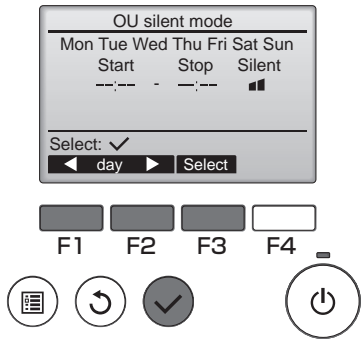 OU silent mode
Mon Tue Wed Thu Fri Sat Sun
Start Stop Silent
--:-- - --:--
Select: ✓
◀ day ▶ Select
F1 F2 F3 F4